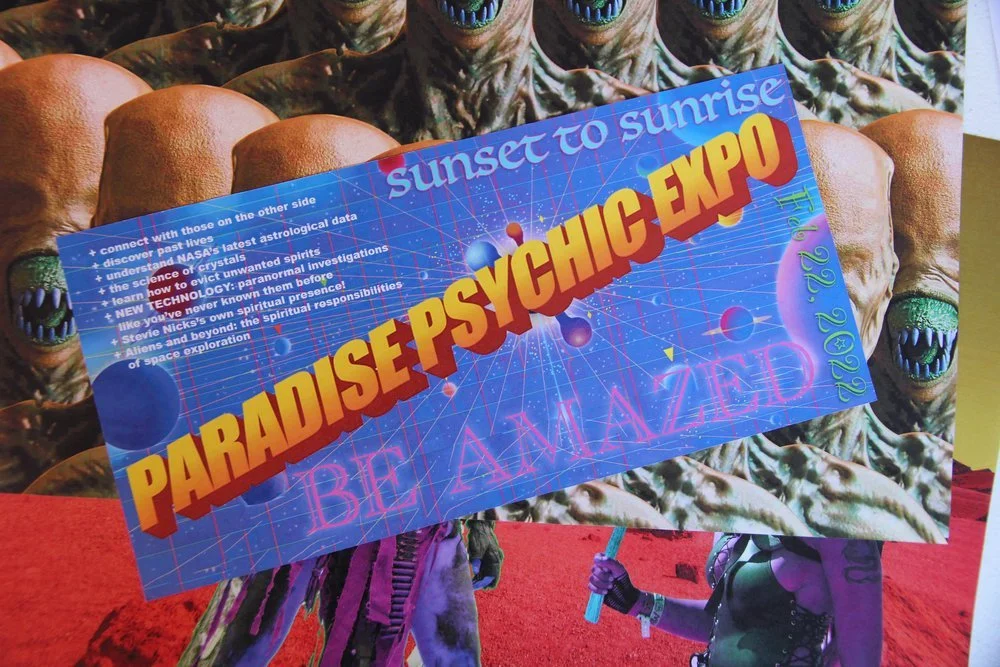 sunset to sunrise
+ connect with those on the other side
+ discover past lives
+ understand NASA's latest astrological data
+ the science of crystals
+ learn how to evict unwanted spirits
+ NEW TECHNOLOGY: paranormal investigations
like you've never known them before
+ Stevie Nicks's own spiritual presence!
+ Aliens and beyond: the spiritual responsibilities
of space exploration
PARADISE PSYCHIC EXPO
BE AMAZED
22, 2022